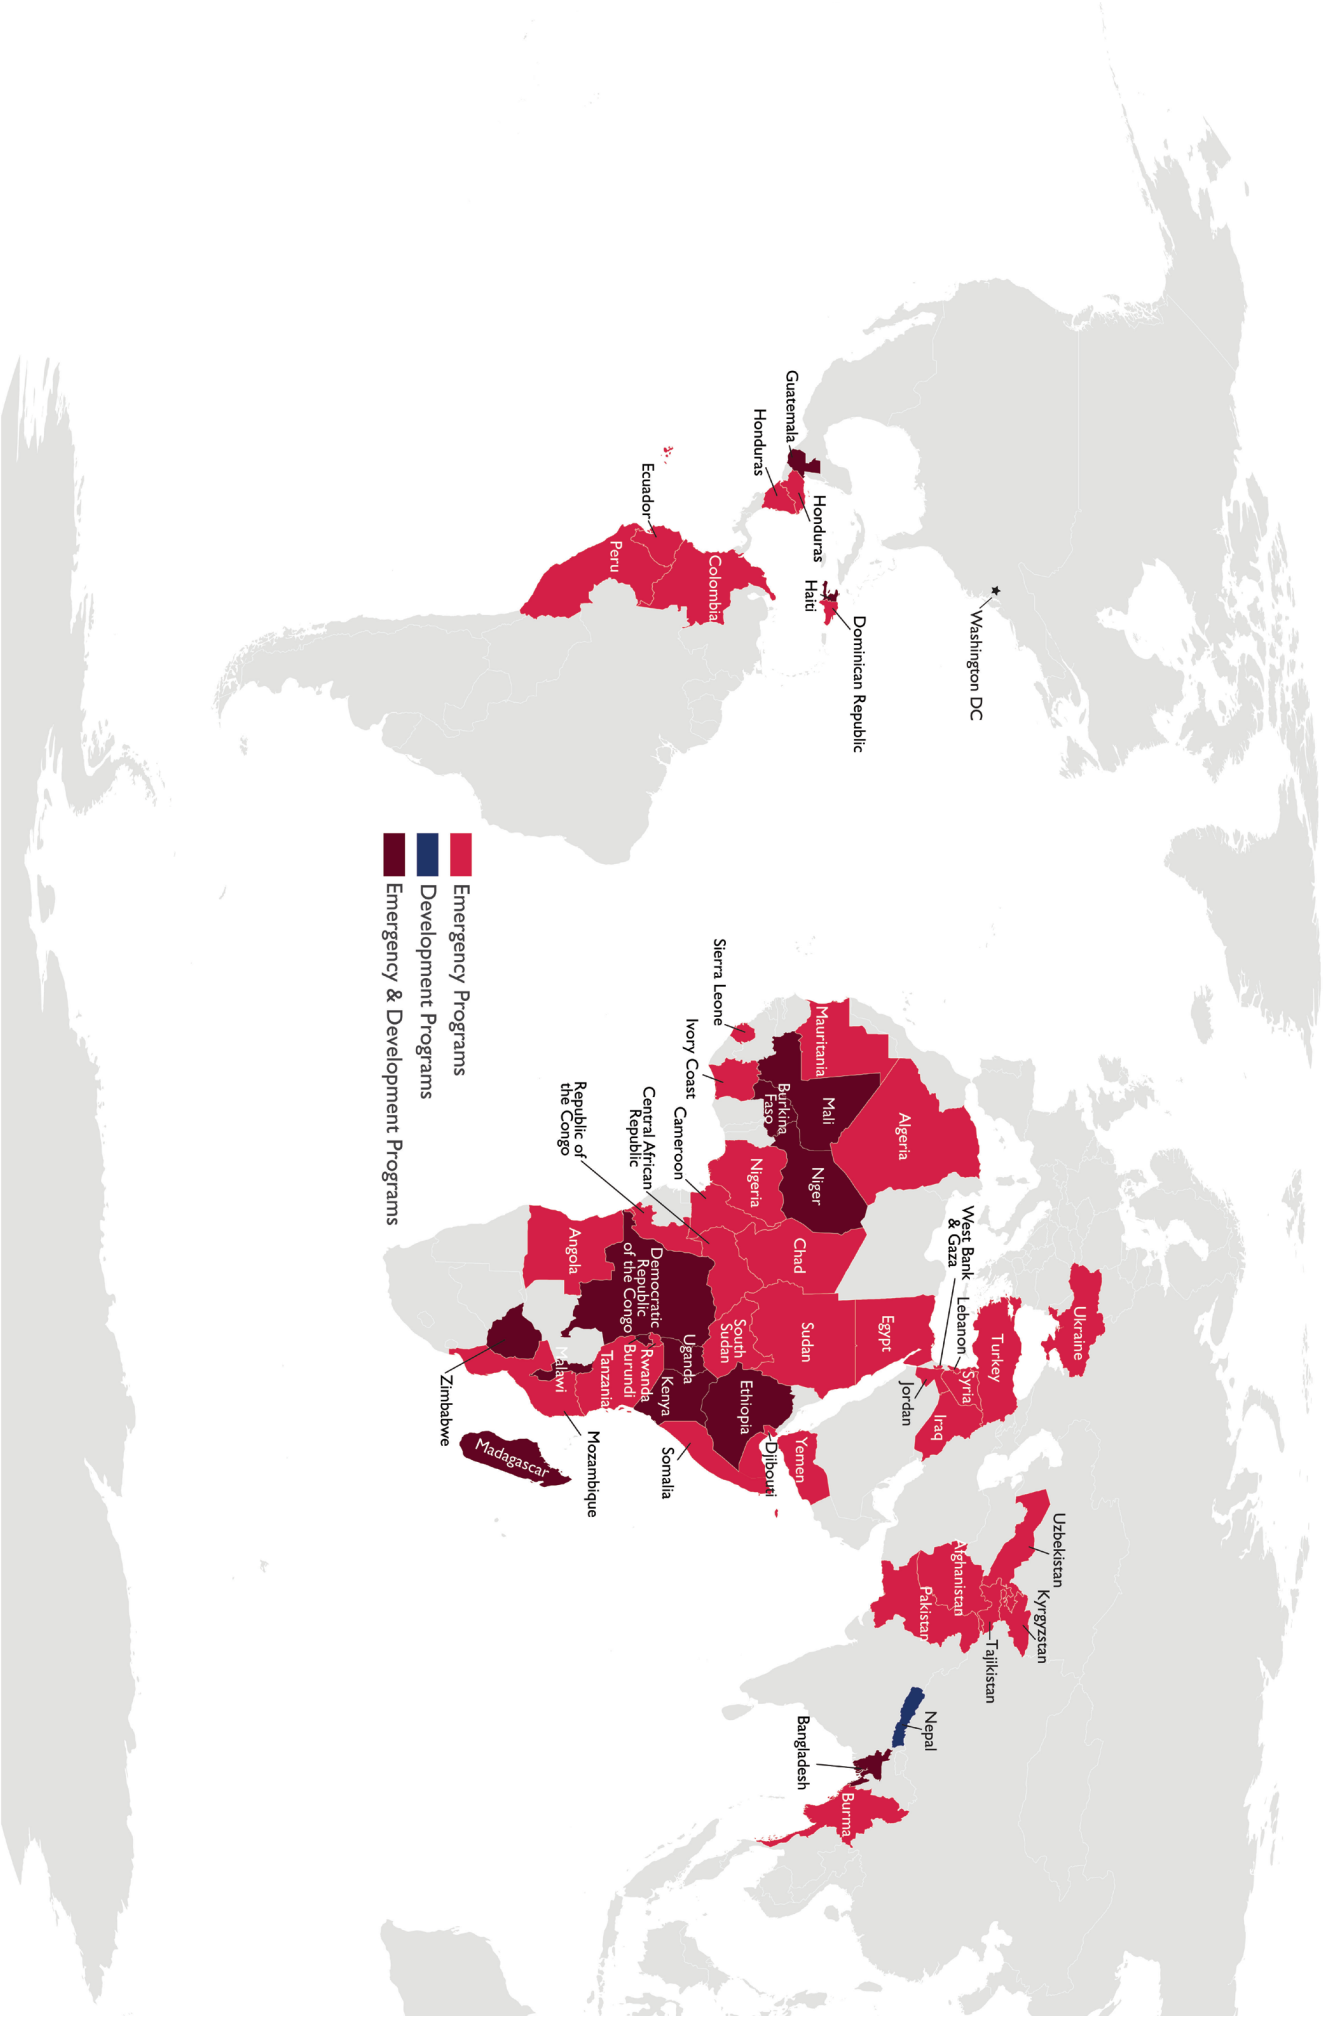 Washington DC
Dominican Republic
Haiti
Honduras
Guatemala
Honduras
Colombia
Ecuador
Peru
Emergency Programs
Development Programs
Emergency & Development Programs
Ukraine
Turkey
Syria
Iraq
Lebanon
West Bank
& Gaza
Jordan
Egypt
Algeria
Mauritania
Mali
Niger
Chad
Sudan
Burkina
Faso
Nigeria
Sierra Leone
Ivory Coast
Cameroon
Central African
Republic
Republic of
the Congo
South
Sudan
Ethiopia
Djibouti
Yemen
Somalia
Uganda
Kenya
Rwanda
Burundi
Tanzania
Democratic
Republic
of the Congo
Angola
Malawi
Mozambique
Zimbabwe
Madagascar
Uzbekistan
Kyrgyzstan
Tajikistan
Afghanistan
Pakistan
Nepal
Bangladesh
Burma